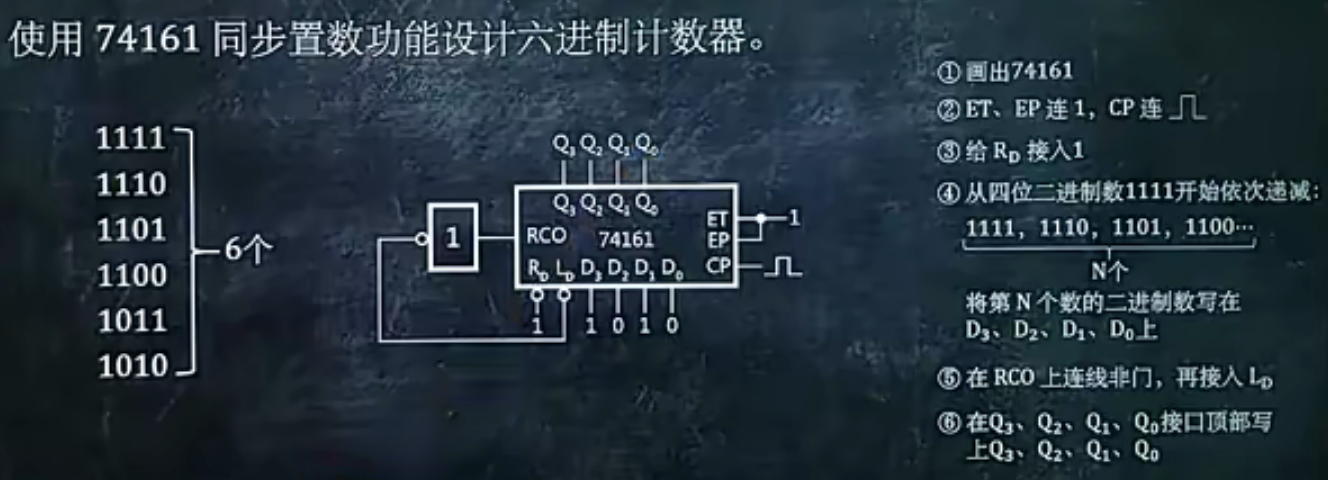 使用 74161 同步置数功能设计六进制计数器。
1111
1110
1101
1100
1011
1010
6个
Q₃ Q₂ Q₁ Q₀
Q₃ Q₂ Q₁ Q₀
1
RCO 74161
ET
EP
CP
1
R_D L_D D₃ D₂ D₁ D₀
1 1 0 1 0
①画出74161
②ET、EP 连 1，CP 连
③给 R_D 接入1
④从四位二进制数1111开始依次递减：
1111，1110，1101，1100…
N个
将第 N 个数的二进制数写在
D₃、D₂、D₁、D₀上
⑤在 RCO 上连线非门，再接入 L_D
⑥在Q₃、Q₂、Q₁、Q₀接口顶部写
上Q₃、Q₂、Q₁、Q₀